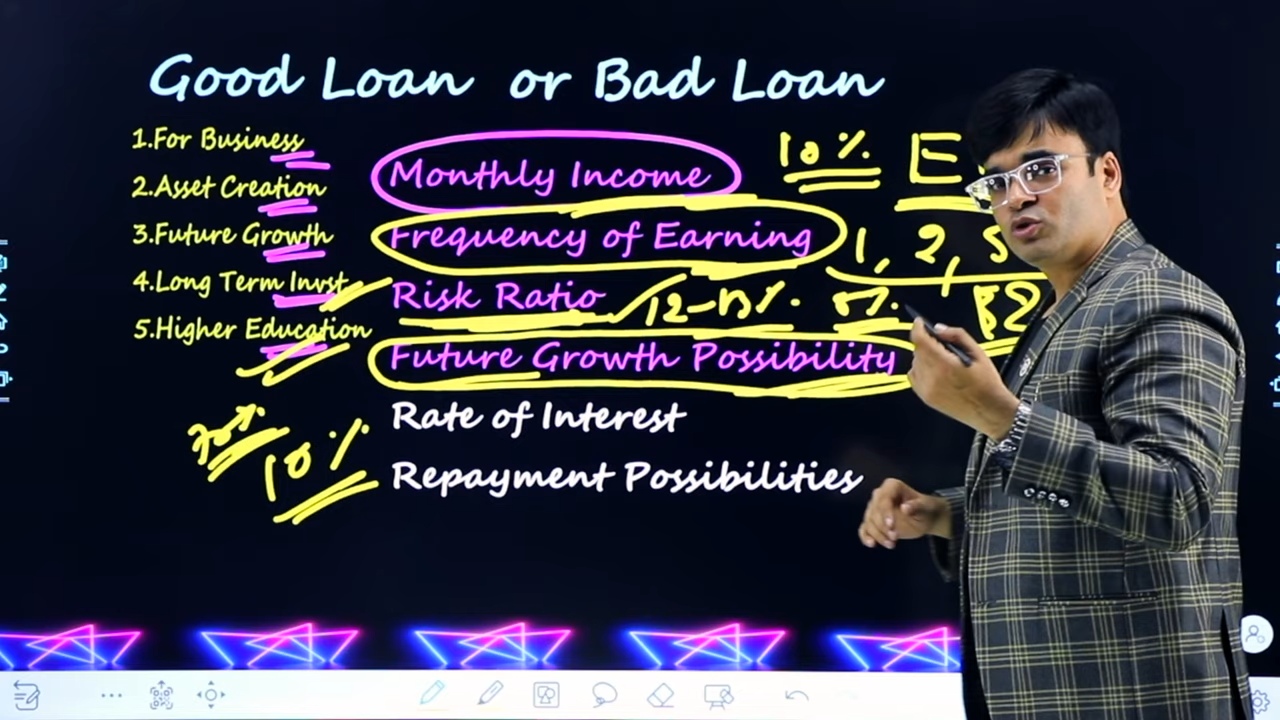 Good Loan or Bad Loan
1.For Business
2.Asset Creation
3.Future Growth
4.Long Term Invst
5.Higher Education
Monthly Income
Frequency of Earning
Risk Ratio
Future Growth Possibility
Rate of Interest
Repayment Possibilities
10%
1, 2,
12-13%
10%